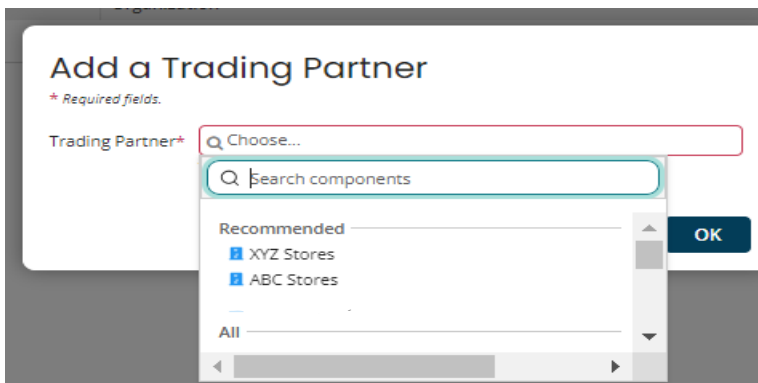 Add a Trading Partner
* Required fields.
Trading Partner* Choose...
Search components
Recommended
XYZ Stores
ABC Stores
All
OK